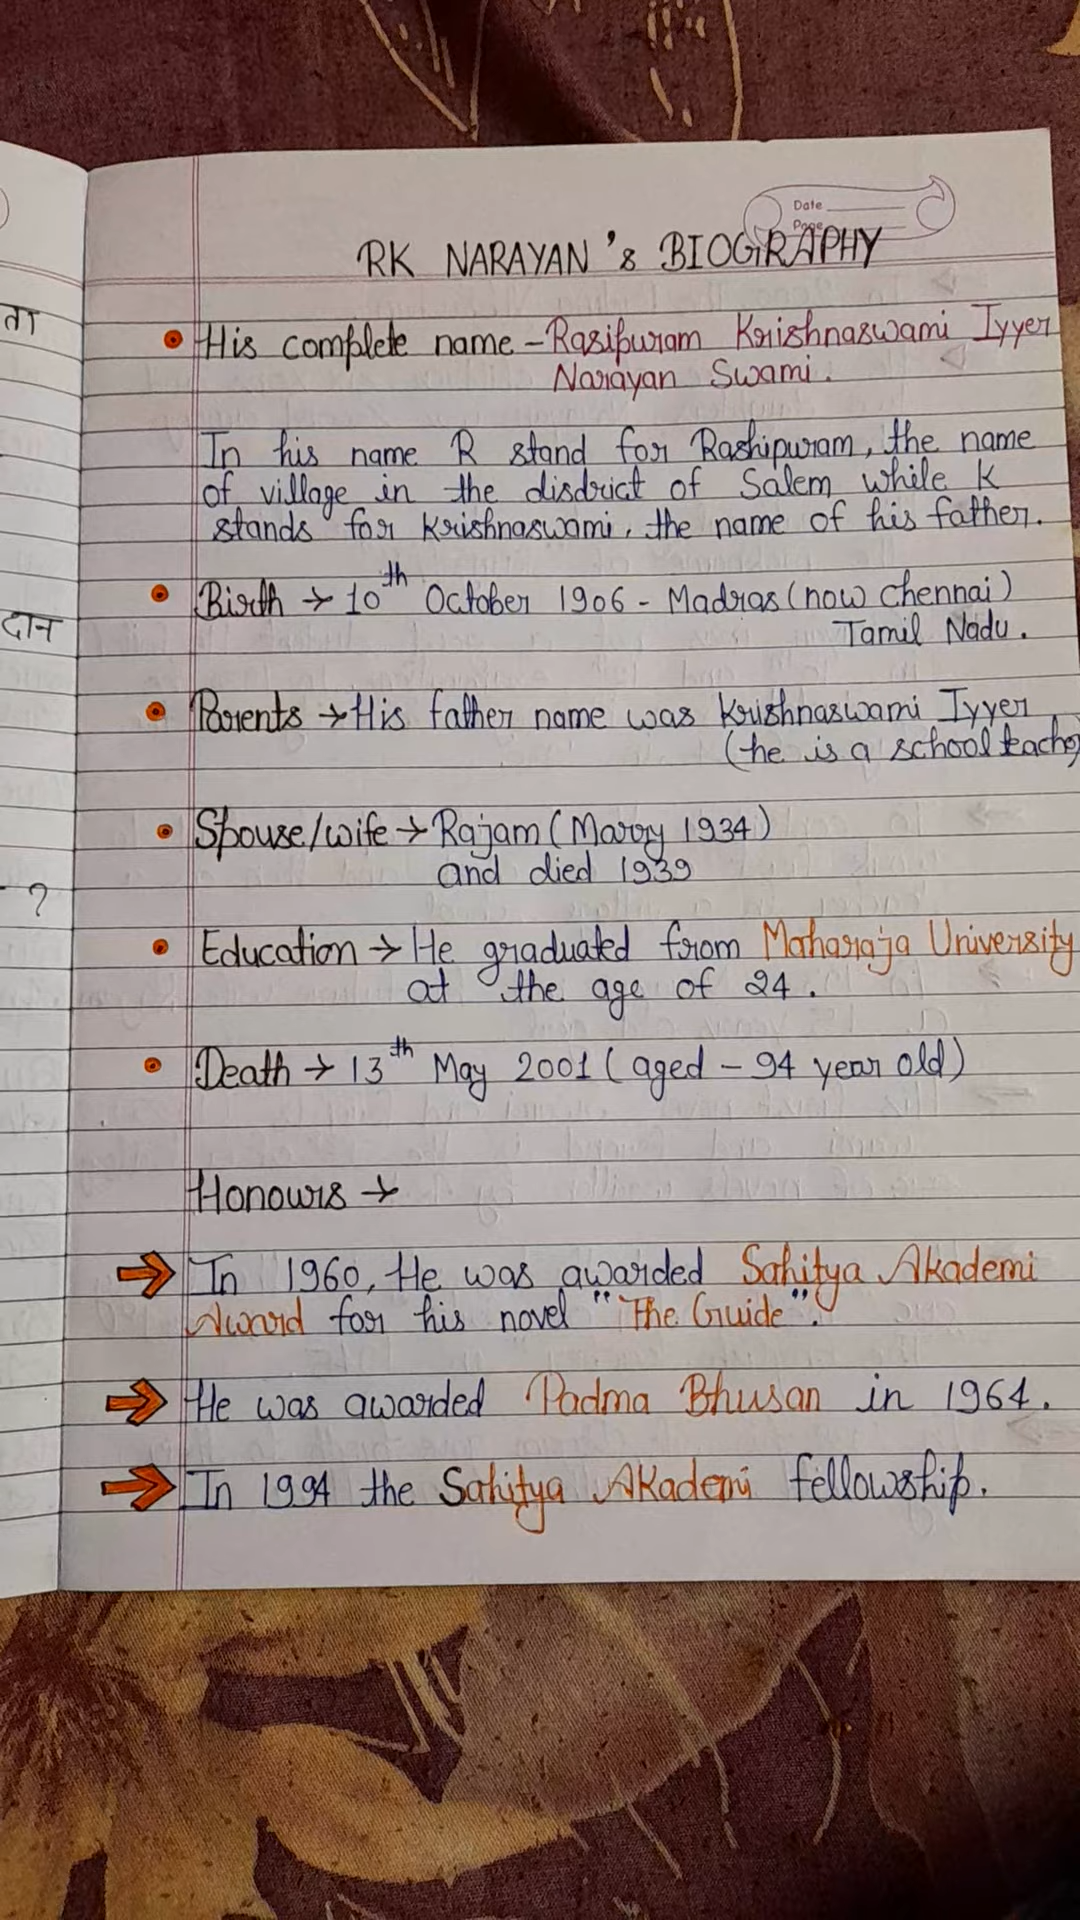 Date
Page
RK NARAYAN's BIOGRAPHY
ता
His complete name - Rasipuram Krishnaswami Iyyer
Narayan Swami.
In his name R stand for Rashipuram, the name
of village in the disdrict of Salem while K
stands for Krishnaswami, the name of his father.
Birth → 10th October 1906 - Madras (now Chennai)
Tamil Nadu.
दान
Parents → His father name was Krishnaswami Iyyer
(he is a school teacher
Spouse/wife → Rajam (Marry 1934)
and died 1939
- ?
Education → He graduated from Maharaja University
at the age of 24.
Death → 13th May 2001 (aged - 94 year old)
Honours →
→ In 1960, He was awarded Sahitya Akademi
Award for his novel "The Guide".
→ He was awarded Padma Bhusan in 1964.
→ In 1994 the Sahitya Akademi fellowship.